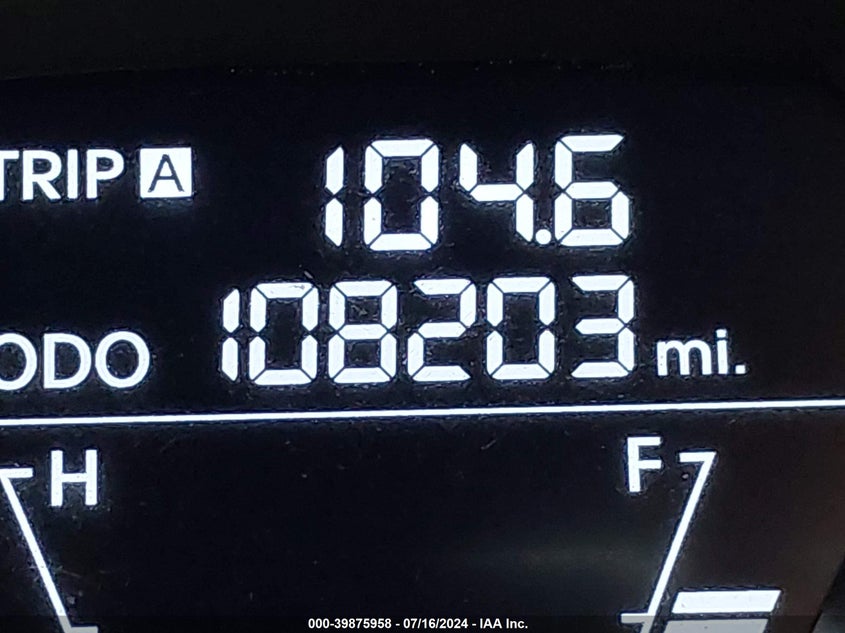 TRIP A 104.6
ODO 108203 mi.
H F
000-39875958 - 07/16/2024 - IAA Inc.